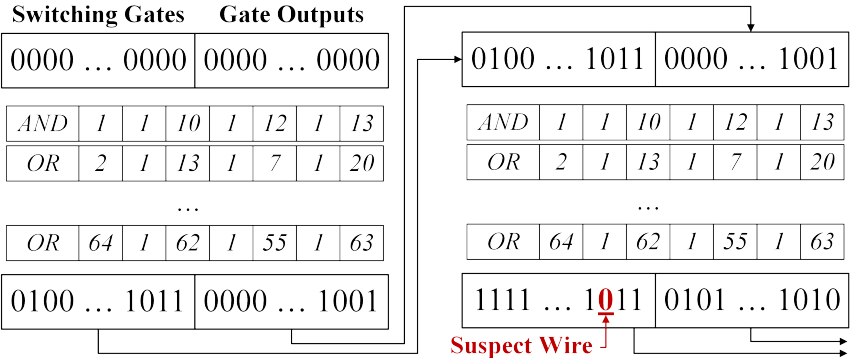 Switching Gates Gate Outputs
0000 … 0000 0000 … 0000
AND 1 1 10 1 12 1 13
OR 2 1 13 1 7 1 20
…
OR 64 1 62 1 55 1 63
0100 … 1011 0000 … 1001
0100 … 1011 0000 … 1001
AND 1 1 10 1 12 1 13
OR 2 1 13 1 7 1 20
…
OR 64 1 62 1 55 1 63
1111 … 1011 0101 … 1010
Suspect Wire